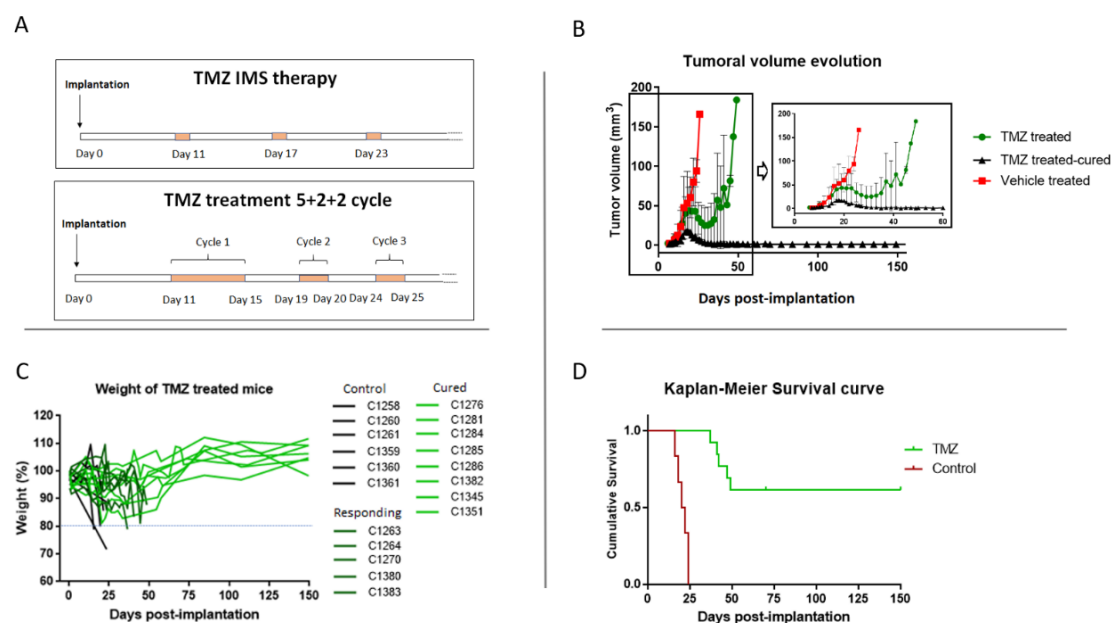 A
TMZ IMS therapy
Implantation
Day 0
Day 11
Day 17
Day 23
TMZ treatment 5+2+2 cycle
Implantation
Cycle 1
Cycle 2
Cycle 3
Day 0
Day 11
Day 15
Day 19
Day 20
Day 24
Day 25
B
Tumoral volume evolution
Tumor volume (mm³)
200
150
100
50
0
0
50
100
150
Days post-implantation
200
150
100
50
0
0
20
40
60
TMZ treated
TMZ treated-cured
Vehicle treated
C
Weight of TMZ treated mice
Weight (%)
120
110
100
90
80
70
60
0
25
50
75
100
125
150
Days post-implantation
Control
C1258
C1260
C1261
C1359
C1360
C1361
Responding
C1263
C1264
C1270
C1380
C1383
Cured
C1276
C1281
C1284
C1285
C1286
C1382
C1345
C1351
D
Kaplan-Meier Survival curve
Cumulative Survival
1.0
0.5
0.0
0
25
50
75
100
125
150
Days post-implantation
TMZ
Control